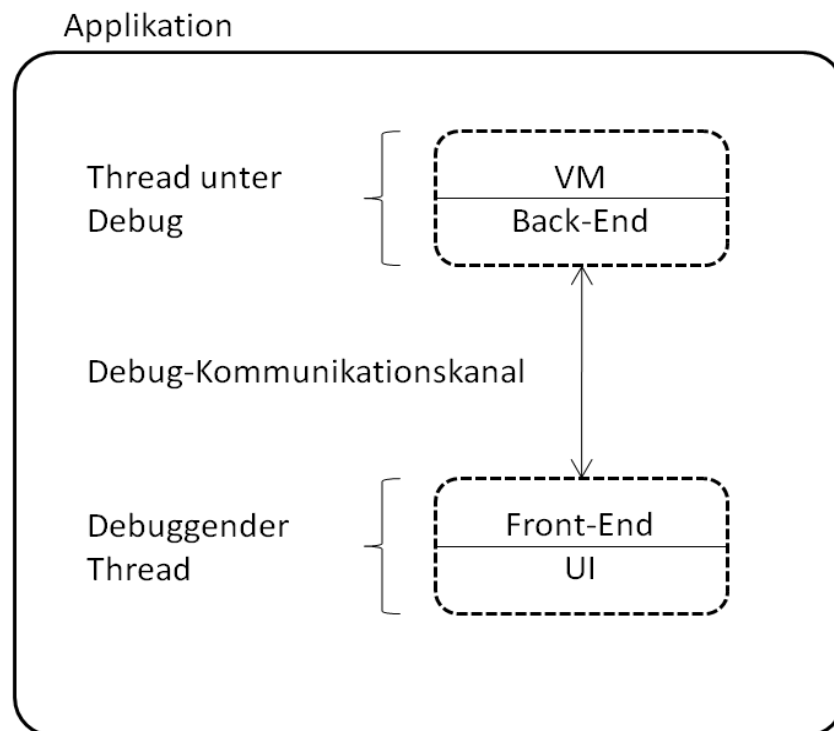 Applikation
Thread unter
Debug
VM
Back-End
Debug-Kommunikationskanal
Debuggender
Thread
Front-End
UI